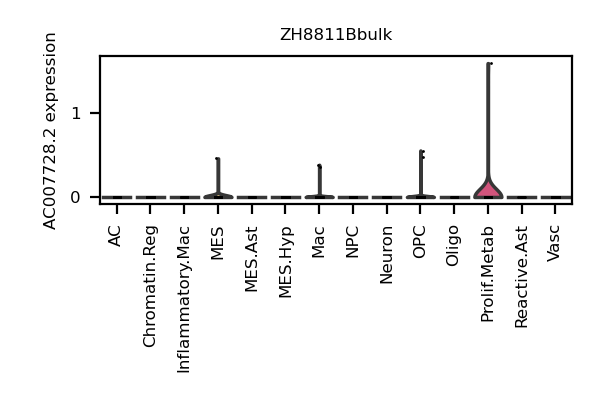 ZH8811Bbulk
AC007728.2 expression
1
0
AC
Chromatin.Reg
Inflammatory.Mac
MES
MES.Ast
MES.Hyp
Mac
NPC
Neuron
OPC
Oligo
Prolif.Metab
Reactive.Ast
Vasc